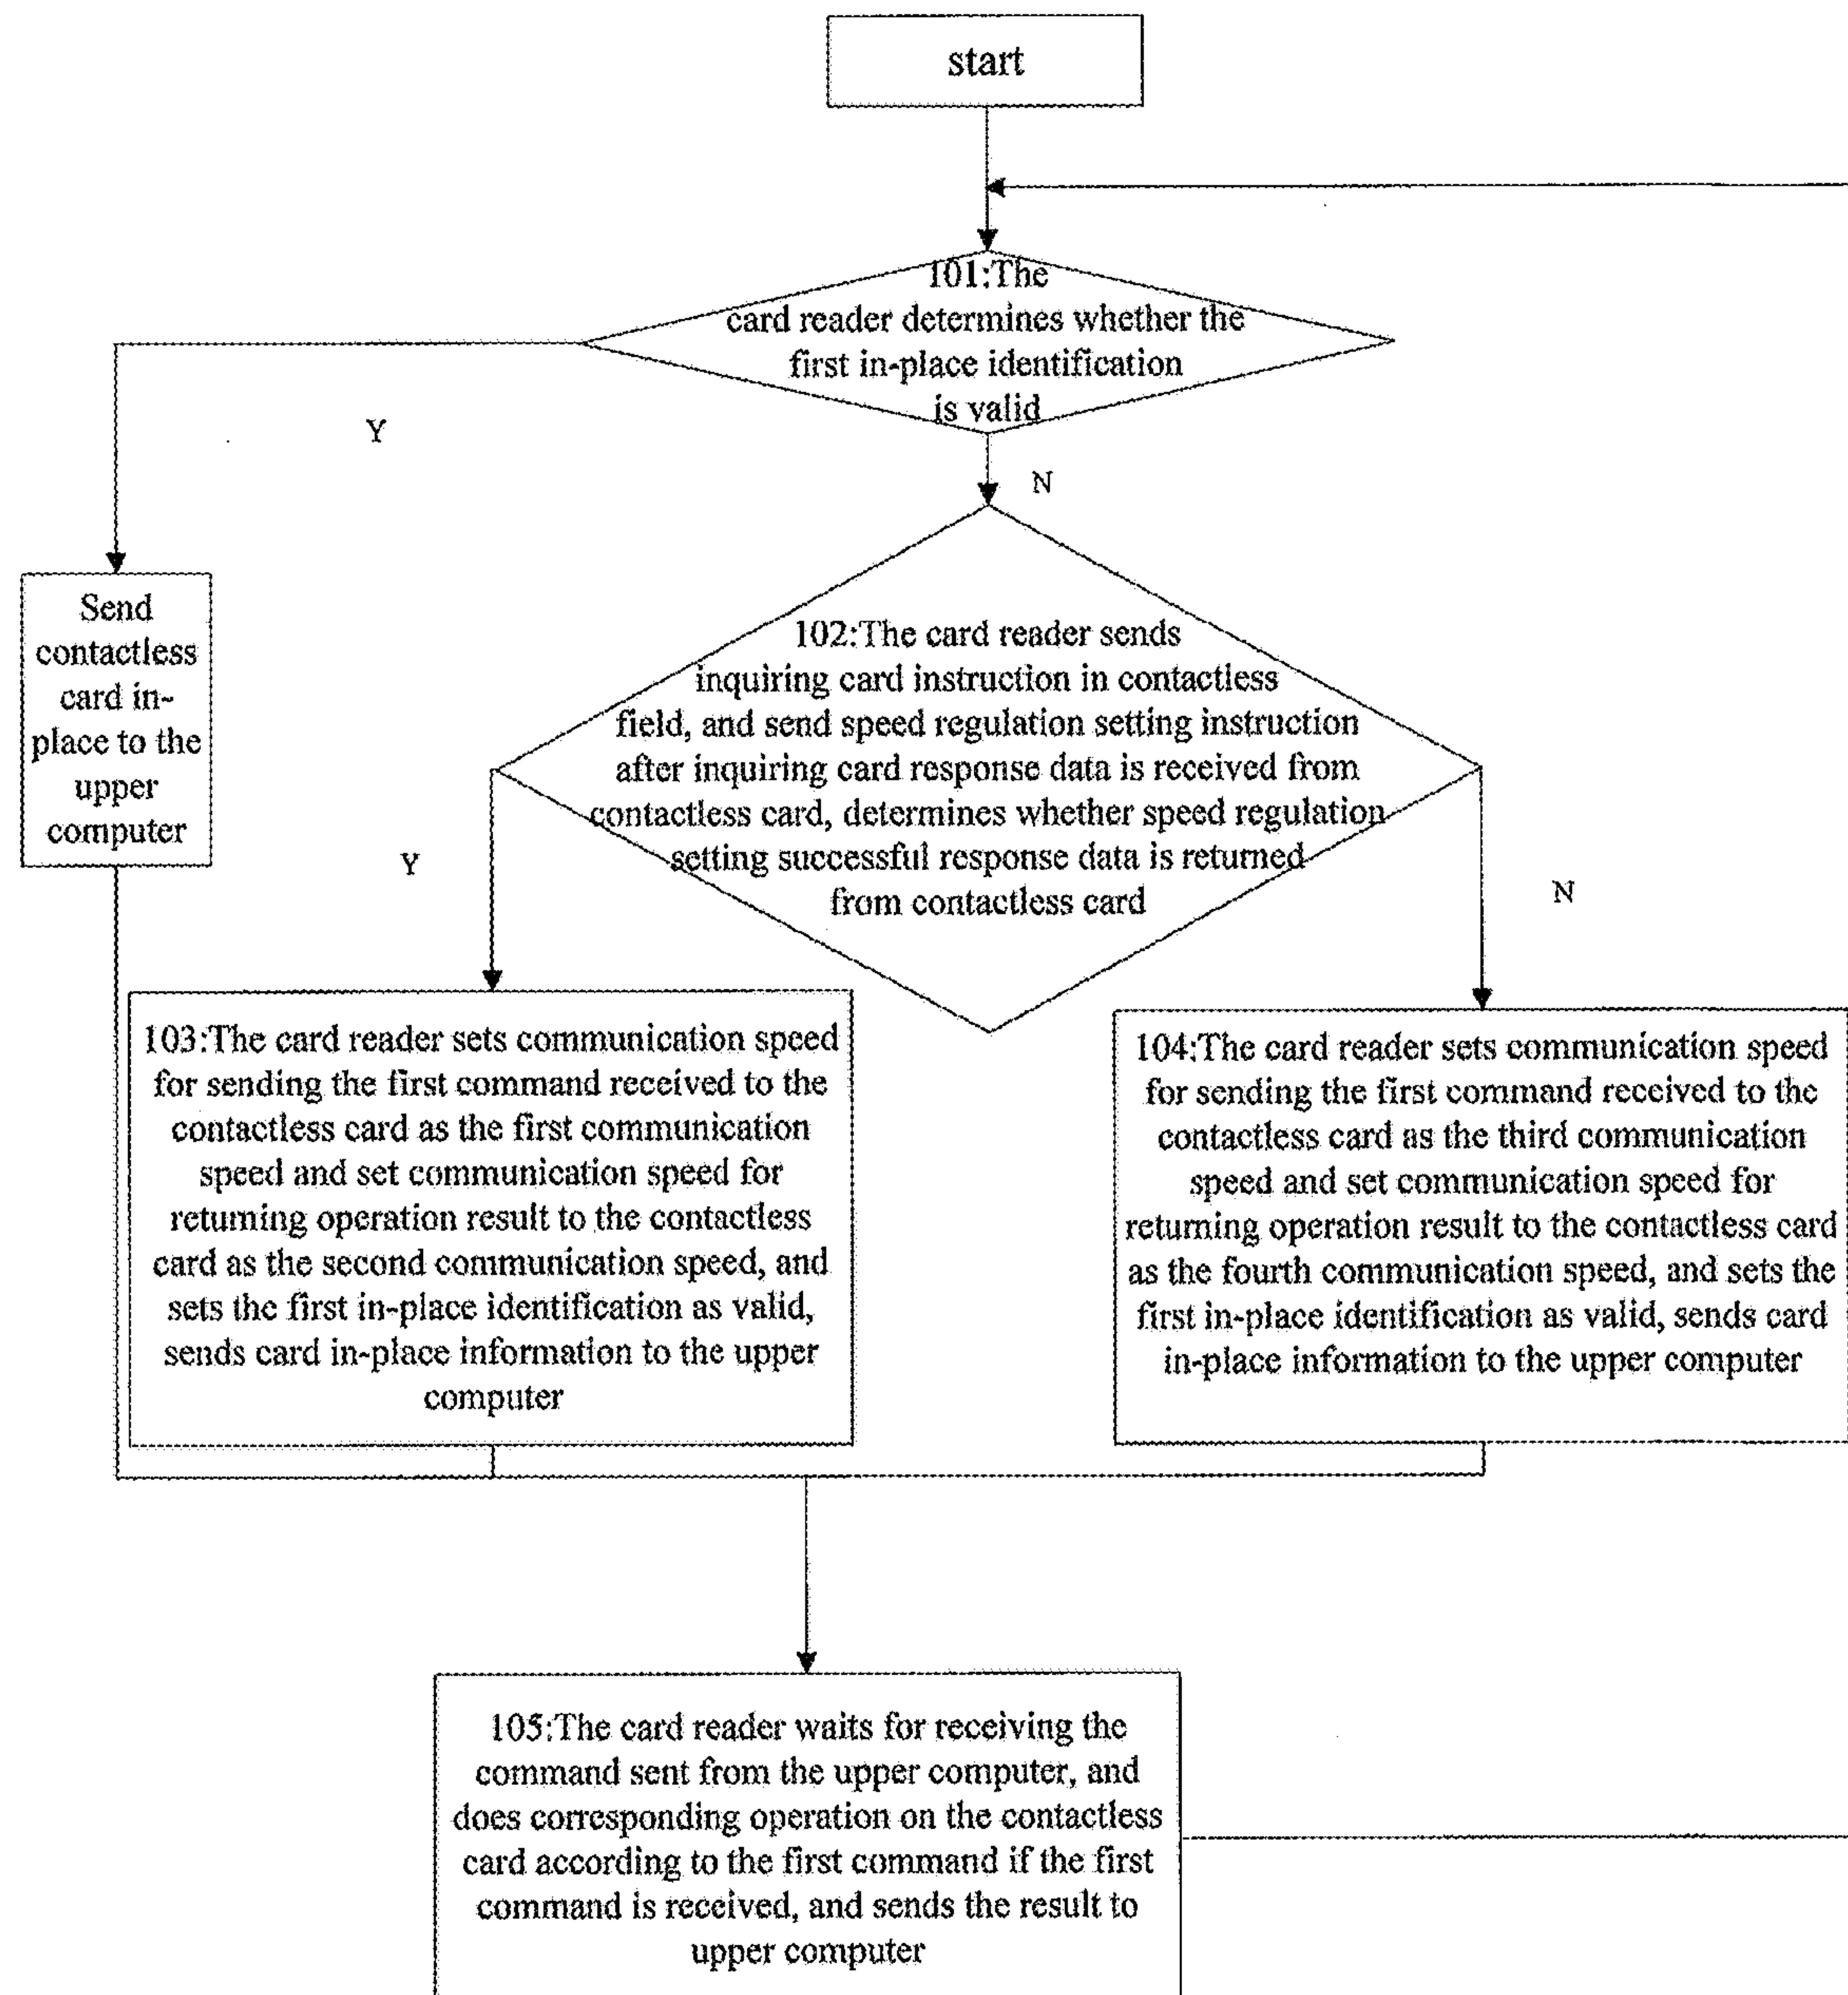 start
101:The
card reader determines whether the
first in-place identification
is valid
Y
N
Send
contactless
card in-
place to the
upper
computer
102:The card reader sends
inquiring card instruction in contactless
field, and send speed regulation setting instruction
after inquiring card response data is received from
contactless card, determines whether speed regulation
setting successful response data is returned
from contactless card
Y
N
103:The card reader sets communication speed
for sending the first command received to the
contactless card as the first communication
speed and set communication speed for
returning operation result to the contactless
card as the second communication speed, and
sets the first in-place identification as valid,
sends card in-place information to the upper
computer
104:The card reader sets communication speed
for sending the first command received to the
contactless card as the third communication
speed and set communication speed for
returning operation result to the contactless card
as the fourth communication speed, and sets the
first in-place identification as valid, sends card
in-place information to the upper computer
105:The card reader waits for receiving the
command sent from the upper computer, and
does corresponding operation on the contactless
card according to the first command if the first
command is received, and sends the result to
upper computer